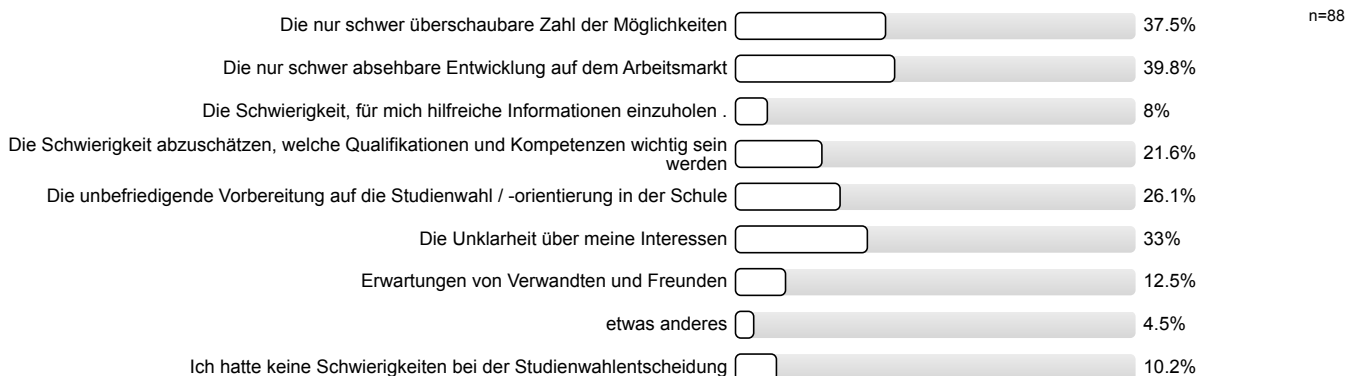 Die nur schwer überschaubare Zahl der Möglichkeiten 37.5% n=88
Die nur schwer absehbare Entwicklung auf dem Arbeitsmarkt 39.8%
Die Schwierigkeit, für mich hilfreiche Informationen einzuholen . 8%
Die Schwierigkeit abzuschätzen, welche Qualifikationen und Kompetenzen wichtig sein
werden 21.6%
Die unbefriedigende Vorbereitung auf die Studienwahl / -orientierung in der Schule 26.1%
Die Unklarheit über meine Interessen 33%
Erwartungen von Verwandten und Freunden 12.5%
etwas anderes 4.5%
Ich hatte keine Schwierigkeiten bei der Studienwahlentscheidung 10.2%